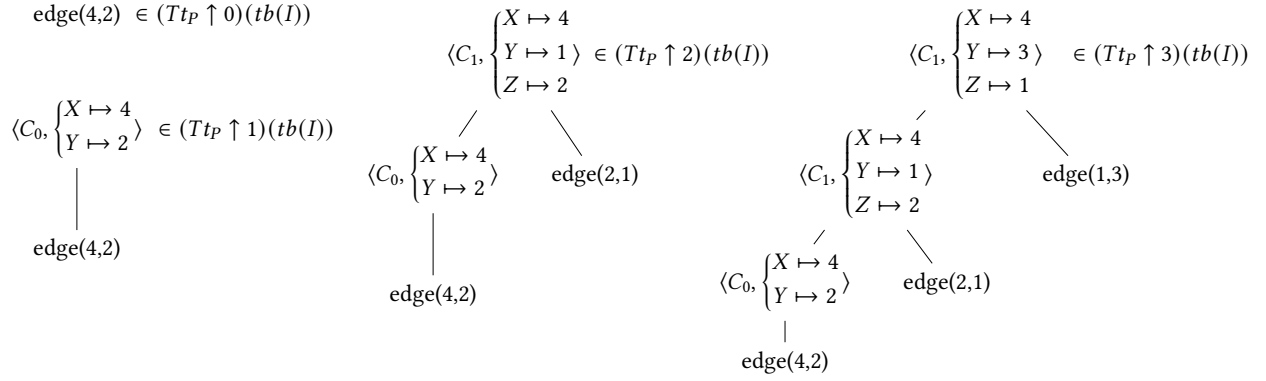 edge(4,2) ∈ (Tt_P ↑ 0)(tb(I))
⟨C_0, {X ↦ 4
Y ↦ 2⟩ ∈ (Tt_P ↑ 1)(tb(I))
edge(4,2)
⟨C_1, {X ↦ 4
Y ↦ 1
Z ↦ 2⟩ ∈ (Tt_P ↑ 2)(tb(I))
⟨C_0, {X ↦ 4
Y ↦ 2⟩
edge(2,1)
edge(4,2)
⟨C_1, {X ↦ 4
Y ↦ 3
Z ↦ 1⟩ ∈ (Tt_P ↑ 3)(tb(I))
⟨C_1, {X ↦ 4
Y ↦ 1
Z ↦ 2⟩
edge(1,3)
⟨C_0, {X ↦ 4
Y ↦ 2⟩
edge(2,1)
edge(4,2)